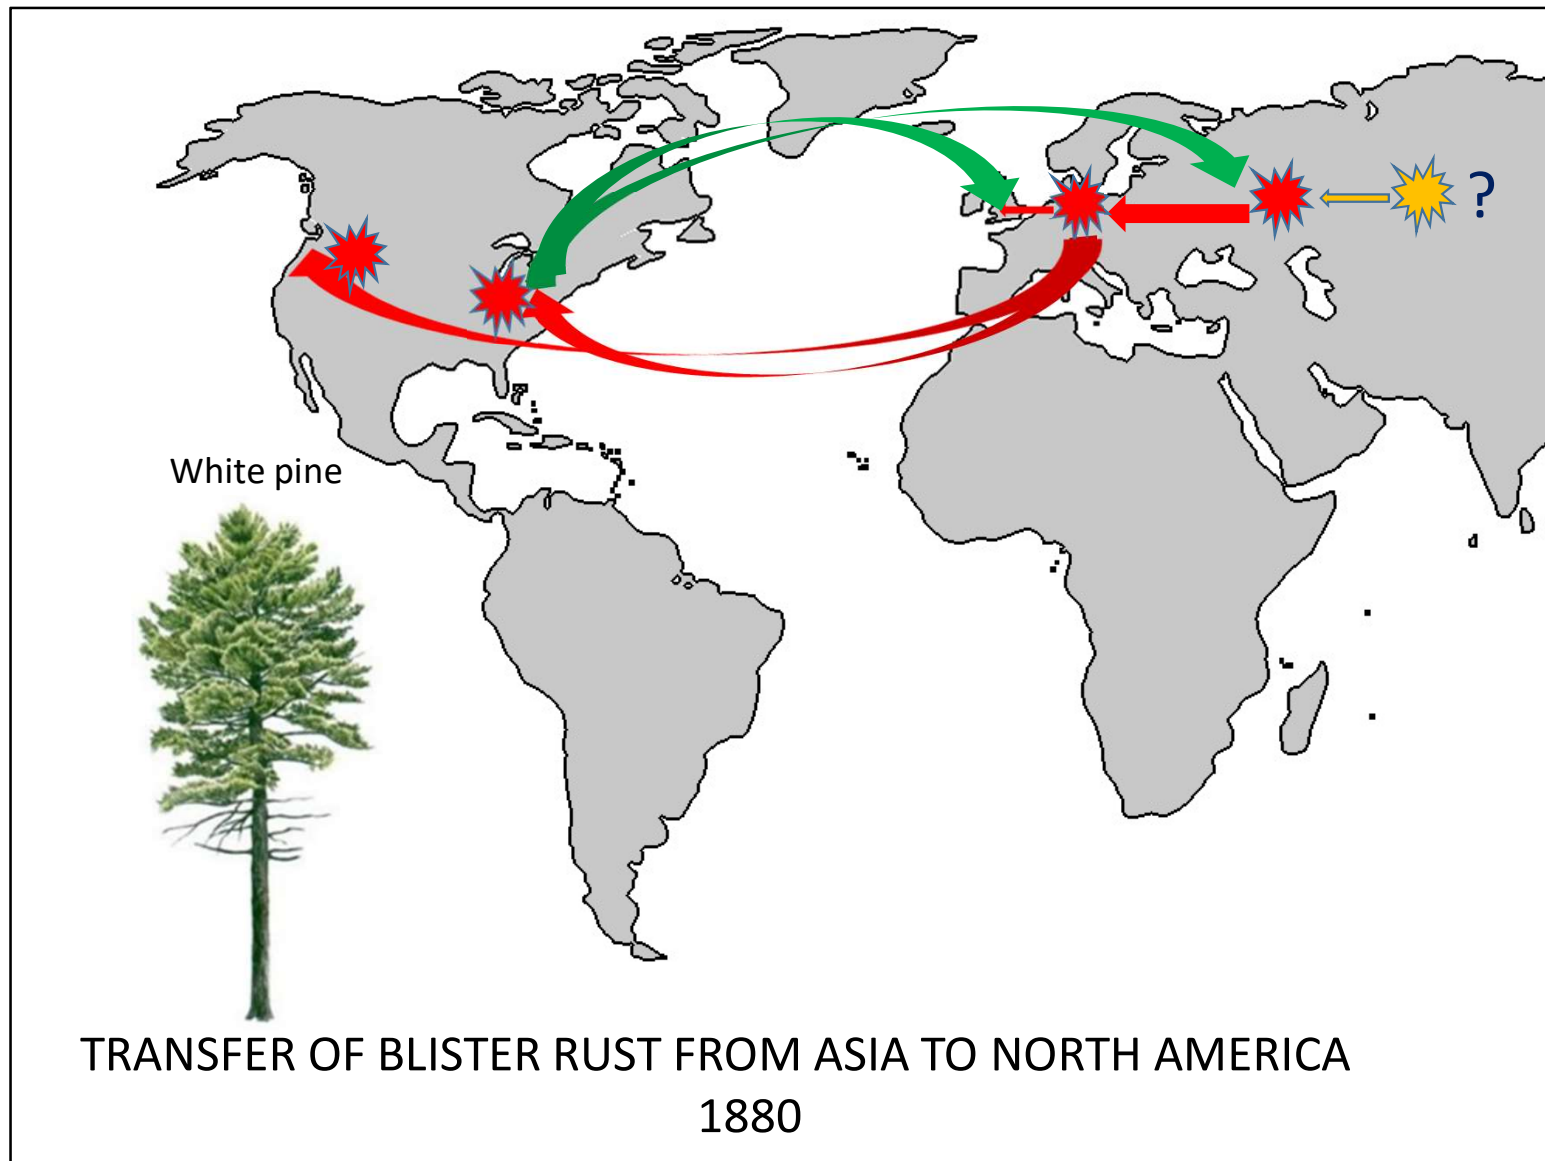 ?
White pine
TRANSFER OF BLISTER RUST FROM ASIA TO NORTH AMERICA
1880